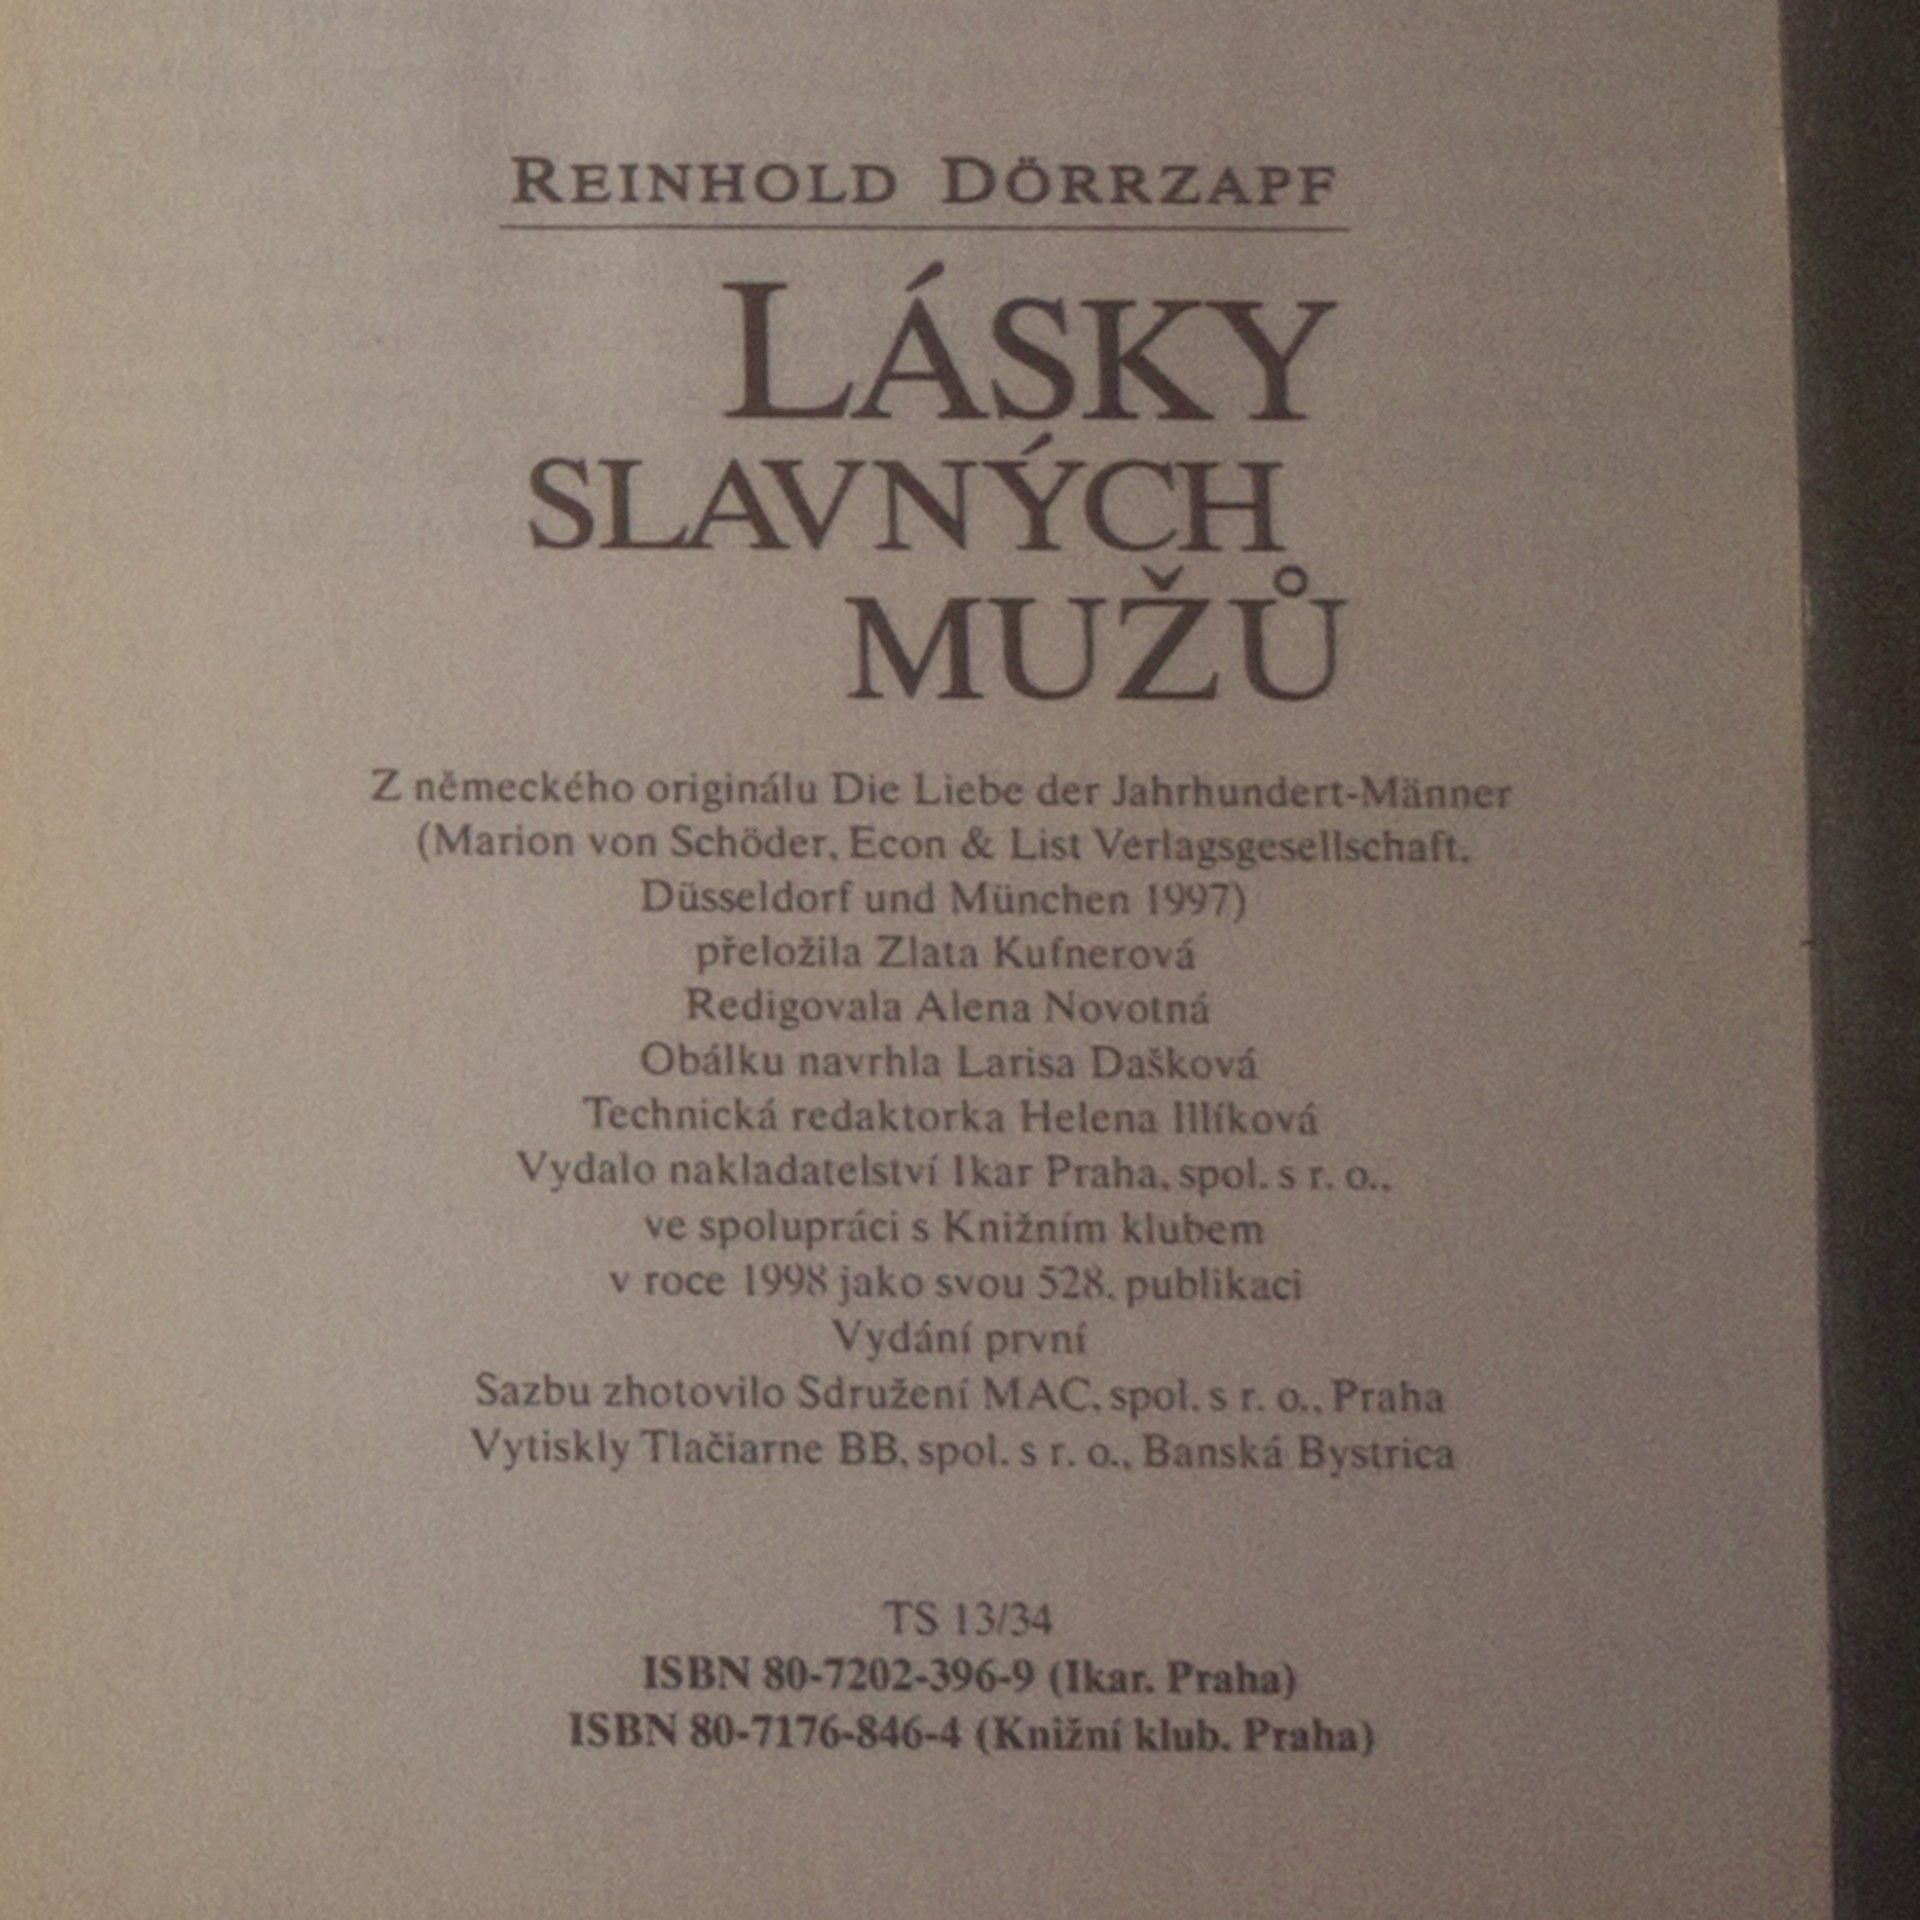 REINHOLD DÖRRZAPF
LÁSKY
SLAVNÝCH
MUŽŮ
Z německého originálu Die Liebe der Jahrhundert-Männer
(Marion von Schöder, Econ & List Verlagsgesellschaft,
Düsseldorf und München 1997)
přeložila Zlata Kufnerová
Redigovala Alena Novotná
Obálku navrhla Larisa Dašková
Technická redaktorka Helena Illíková
Vydalo nakladatelství Ikar Praha, spol. s r. o.,
ve spolupráci s Knižním klubem
v roce 1998 jako svou 528. publikaci
Vydání první
Sazbu zhotovilo Sdružení MAC, spol. s r. o., Praha
Vytiskly Tlačiarne BB, spol. s r. o., Banská Bystrica
TS 13/34
ISBN 80-7202-396-9 (Ikar. Praha)
ISBN 80-7176-846-4 (Knižní klub. Praha)